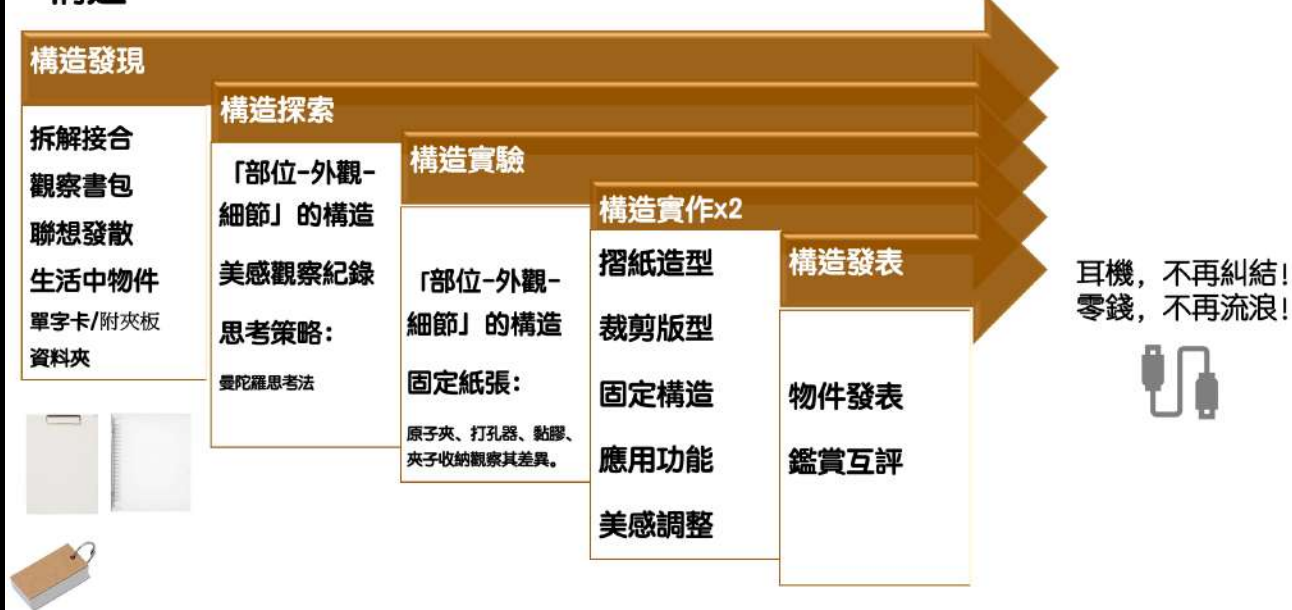 構造發現
拆解接合
觀察書包
聯想發散
生活中物件
單字卡/附夾板
資料夾
構造探索
「部位-外觀-
細節」的構造
美感觀察紀錄
思考策略：
曼陀羅思考法
構造實驗
「部位-外觀-
細節」的構造
固定紙張：
原子夾、打孔器、黏膠、
夾子收納觀察其差異。
構造實作x2
摺紙造型
裁剪版型
固定構造
應用功能
美感調整
構造發表
物件發表
鑑賞互評
耳機，不再糾結!
零錢，不再流浪!